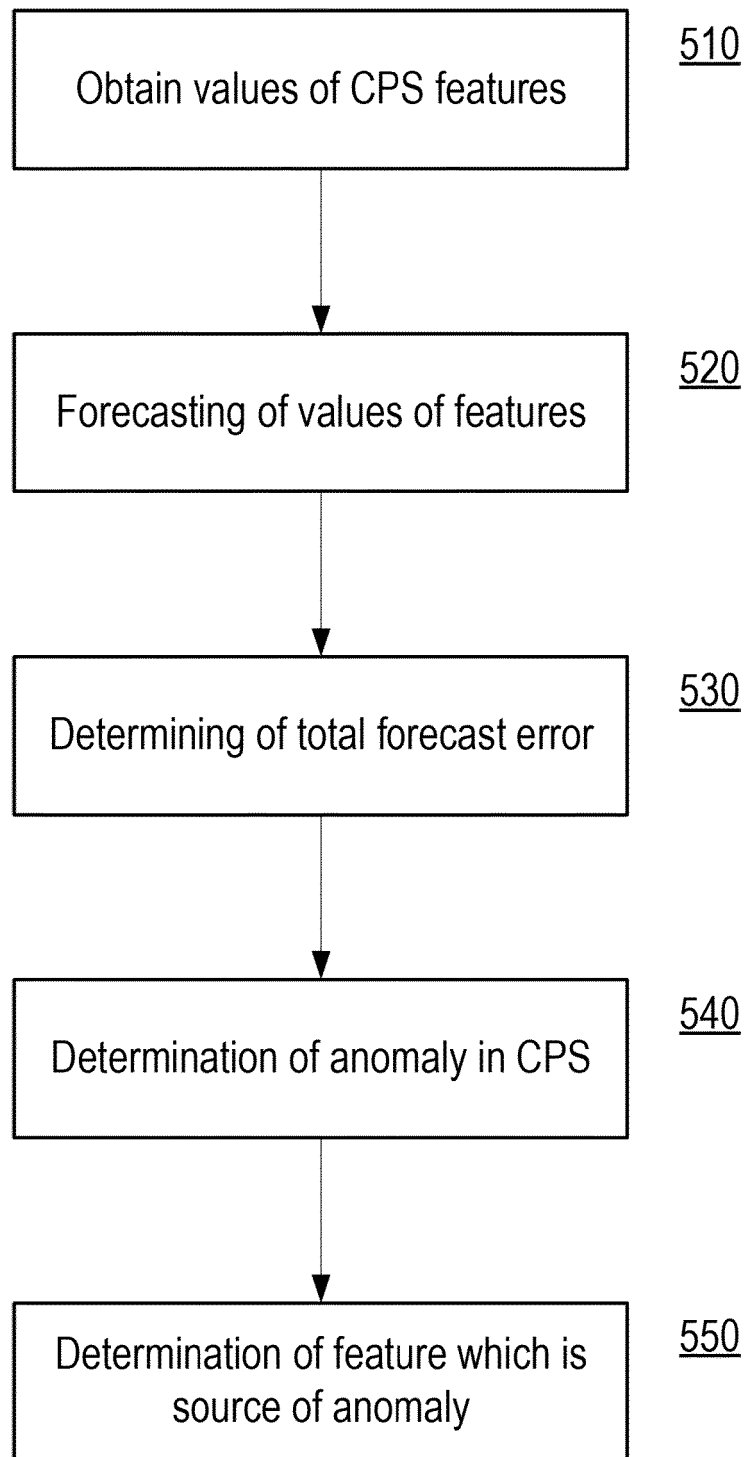 Obtain values of CPS features
510
Forecasting of values of features
520
Determining of total forecast error
530
Determination of anomaly in CPS
540
Determination of feature which is
source of anomaly
550